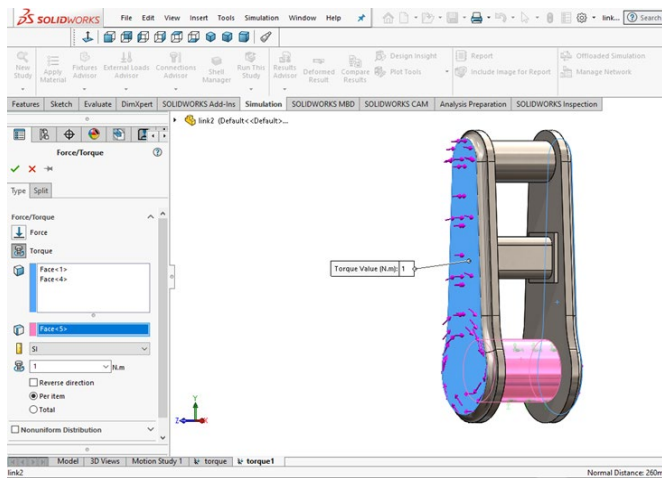 SOLIDWORKS File Edit View Insert Tools Simulation Window Help link... Search
New Study Apply Material Fixtures Advisor External Loads Advisor Connections Advisor Shell Manager Run This Study Results Advisor Deformed Result Compare Results Design Insight Plot Tools Report Include Image for Report Offloaded Simulation Manage Network
Features Sketch Evaluate DimXpert SOLIDWORKS Add-Ins Simulation SOLIDWORKS MBD SOLIDWORKS CAM Analysis Preparation SOLIDWORKS Inspection
link2 (Default<<Default>...
Force/Torque
Type Split
Force/Torque
Force
Torque
Face<1>
Face<4>
Face<5>
SI
1 N.m
Reverse direction
Per item
Total
Nonuniform Distribution
Torque Value (N.m): 1
Y
Z X
Model 3D Views Motion Study 1 torque torque1
link2 Normal Distance: 260m